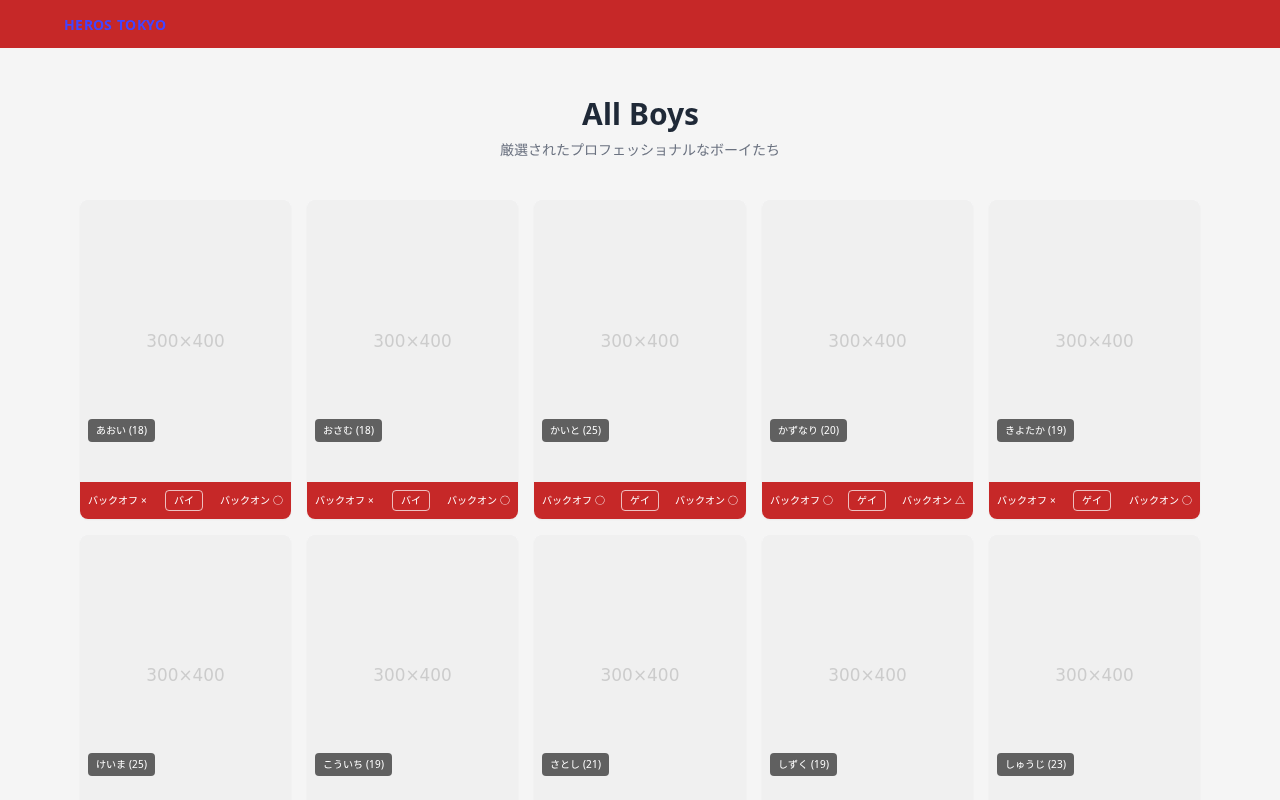 HEROS TOKYO
All Boys
厳選されたプロフェッショナルなボーイたち
300×400
300×400
300×400
300×400
300×400
あおい (18)
おさむ (18)
かいと (25)
かずなり (20)
きよたか (19)
バックオフ × バイ バックオン ○
バックオフ × バイ バックオン ○
バックオフ ○ ゲイ バックオン ○
バックオフ ○ ゲイ バックオン △
バックオフ × ゲイ バックオン ○
300×400
300×400
300×400
300×400
300×400
けいま (25)
こういち (19)
さとし (21)
しずく (19)
しゅうじ (23)